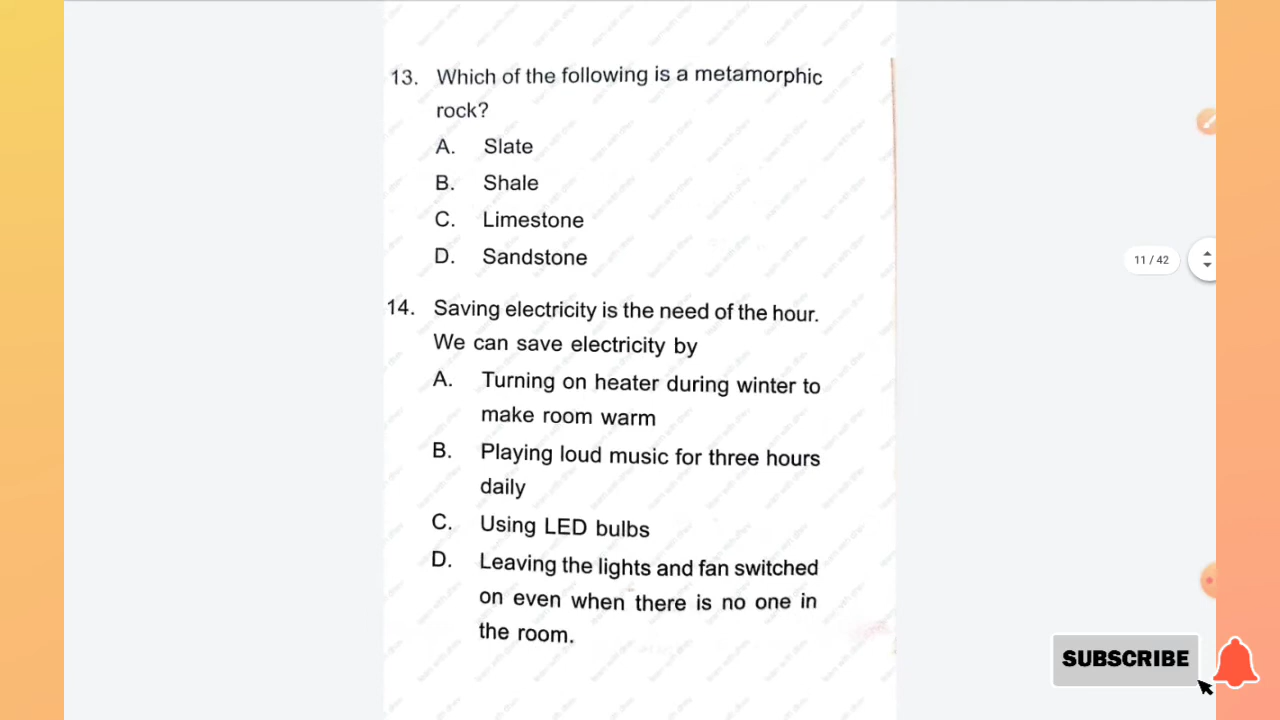 13. Which of the following is a metamorphic
rock?
A. Slate
B. Shale
C. Limestone
D. Sandstone
11 / 42
14. Saving electricity is the need of the hour.
We can save electricity by
A. Turning on heater during winter to
make room warm
B. Playing loud music for three hours
daily
C. Using LED bulbs
D. Leaving the lights and fan switched
on even when there is no one in
the room.
SUBSCRIBE